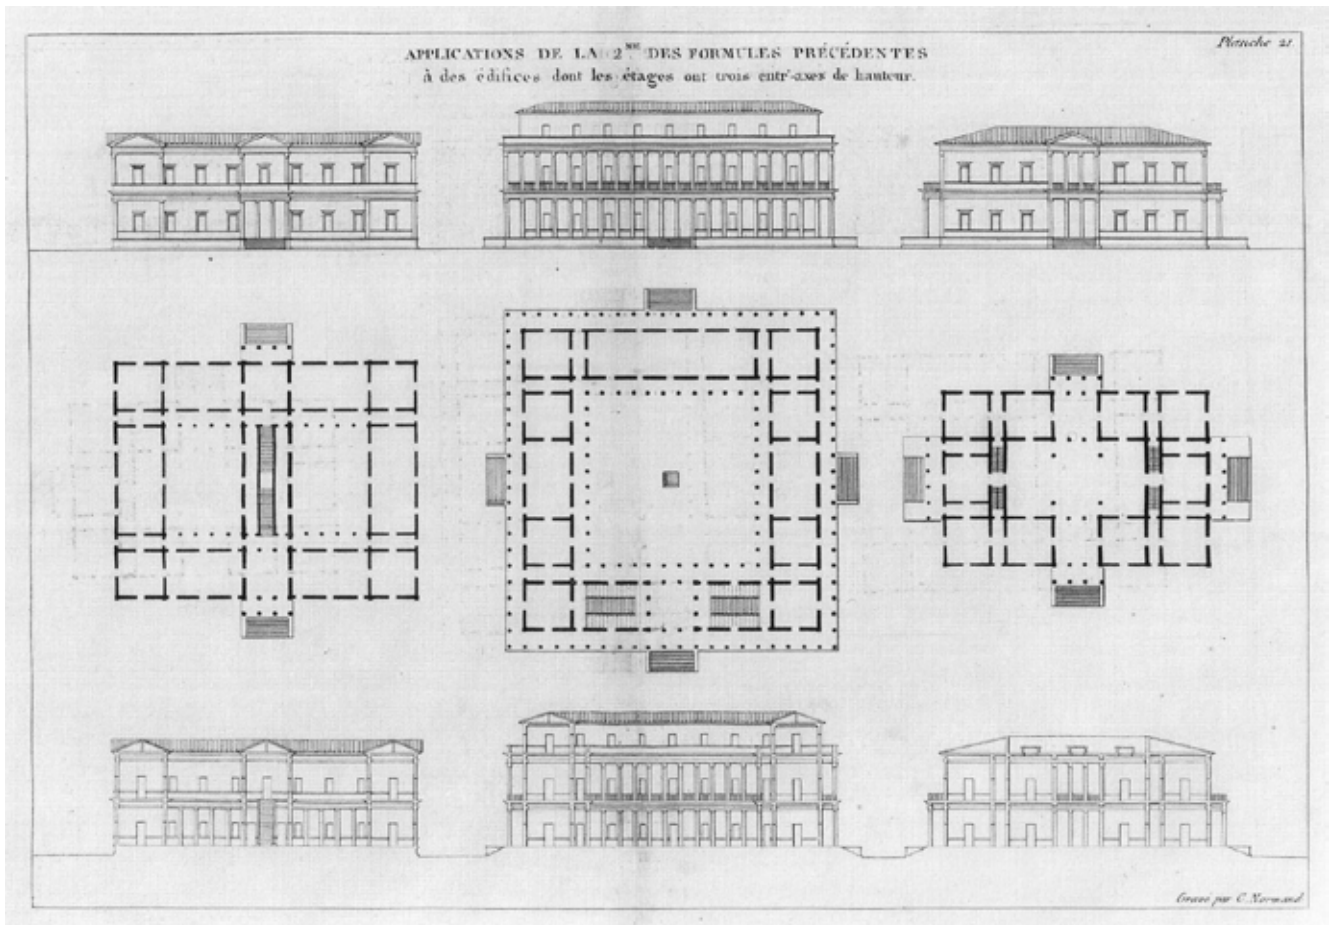 Planche 21
APPLICATIONS DE LA 2ME DES FORMULES PRÉCÉDENTES
à des édifices dont les étages ont trois entr'axes de hauteur.
Gravé par C. Normand